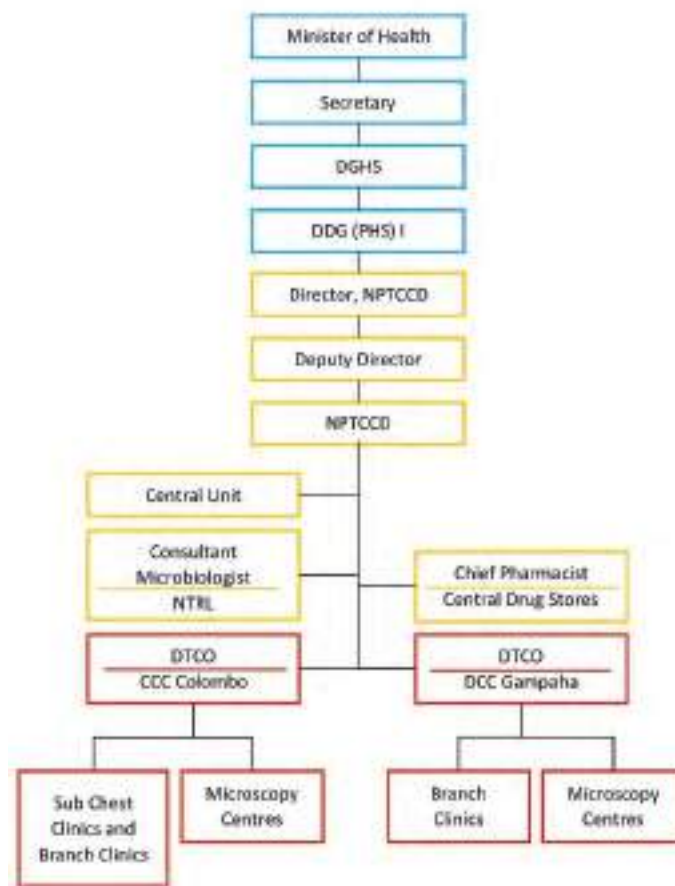 Minister of Health
Secretary
DGHS
DDG (PHS) I
Director, NPTCCD
Deputy Director
NPTCCD
Central Unit
Consultant
Microbiologist
NTRL
Chief Pharmacist
Central Drug Stores
DTCO
CCC Colombo
DTCO
DCC Gampaha
Sub Chest
Clinics and
Branch Clinics
Microscopy
Centres
Branch
Clinics
Microscopy
Centres